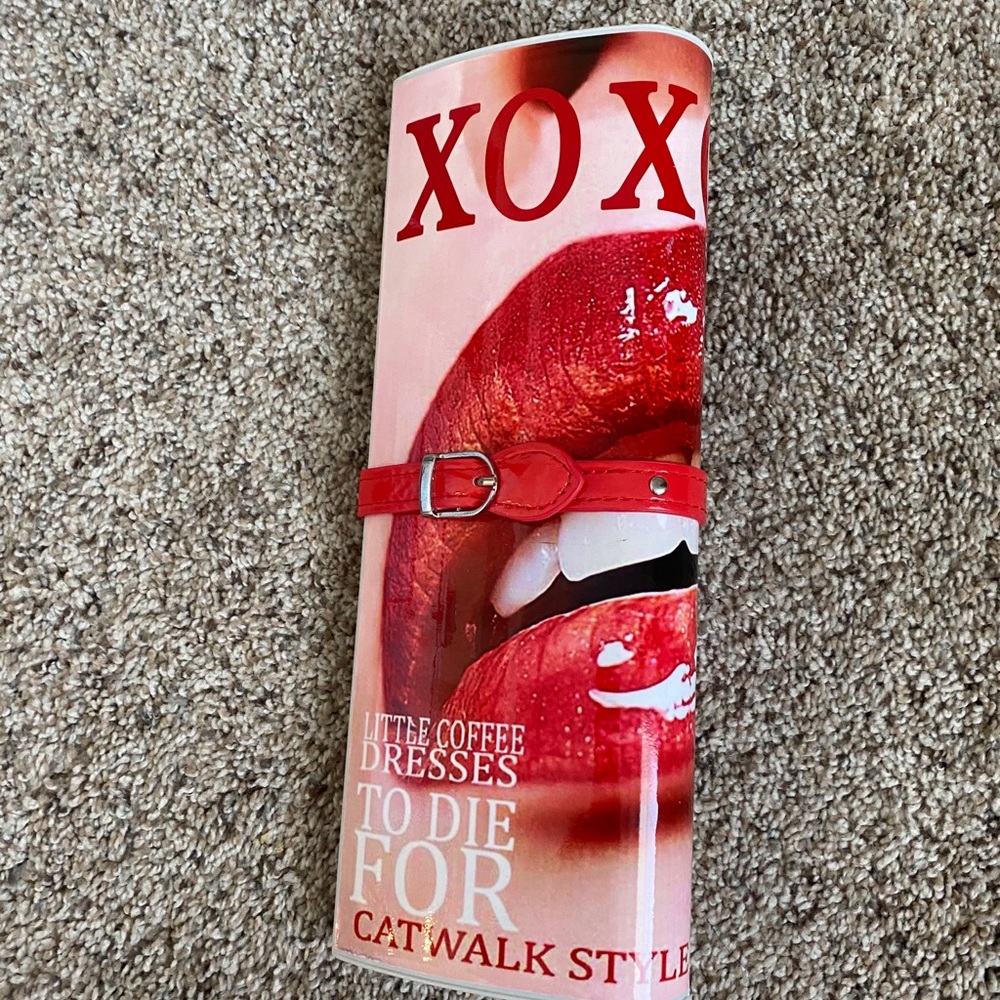 XOX
LITTLE COFFEE
DRESSES
TO DIE
FOR
CATWALK STYLE